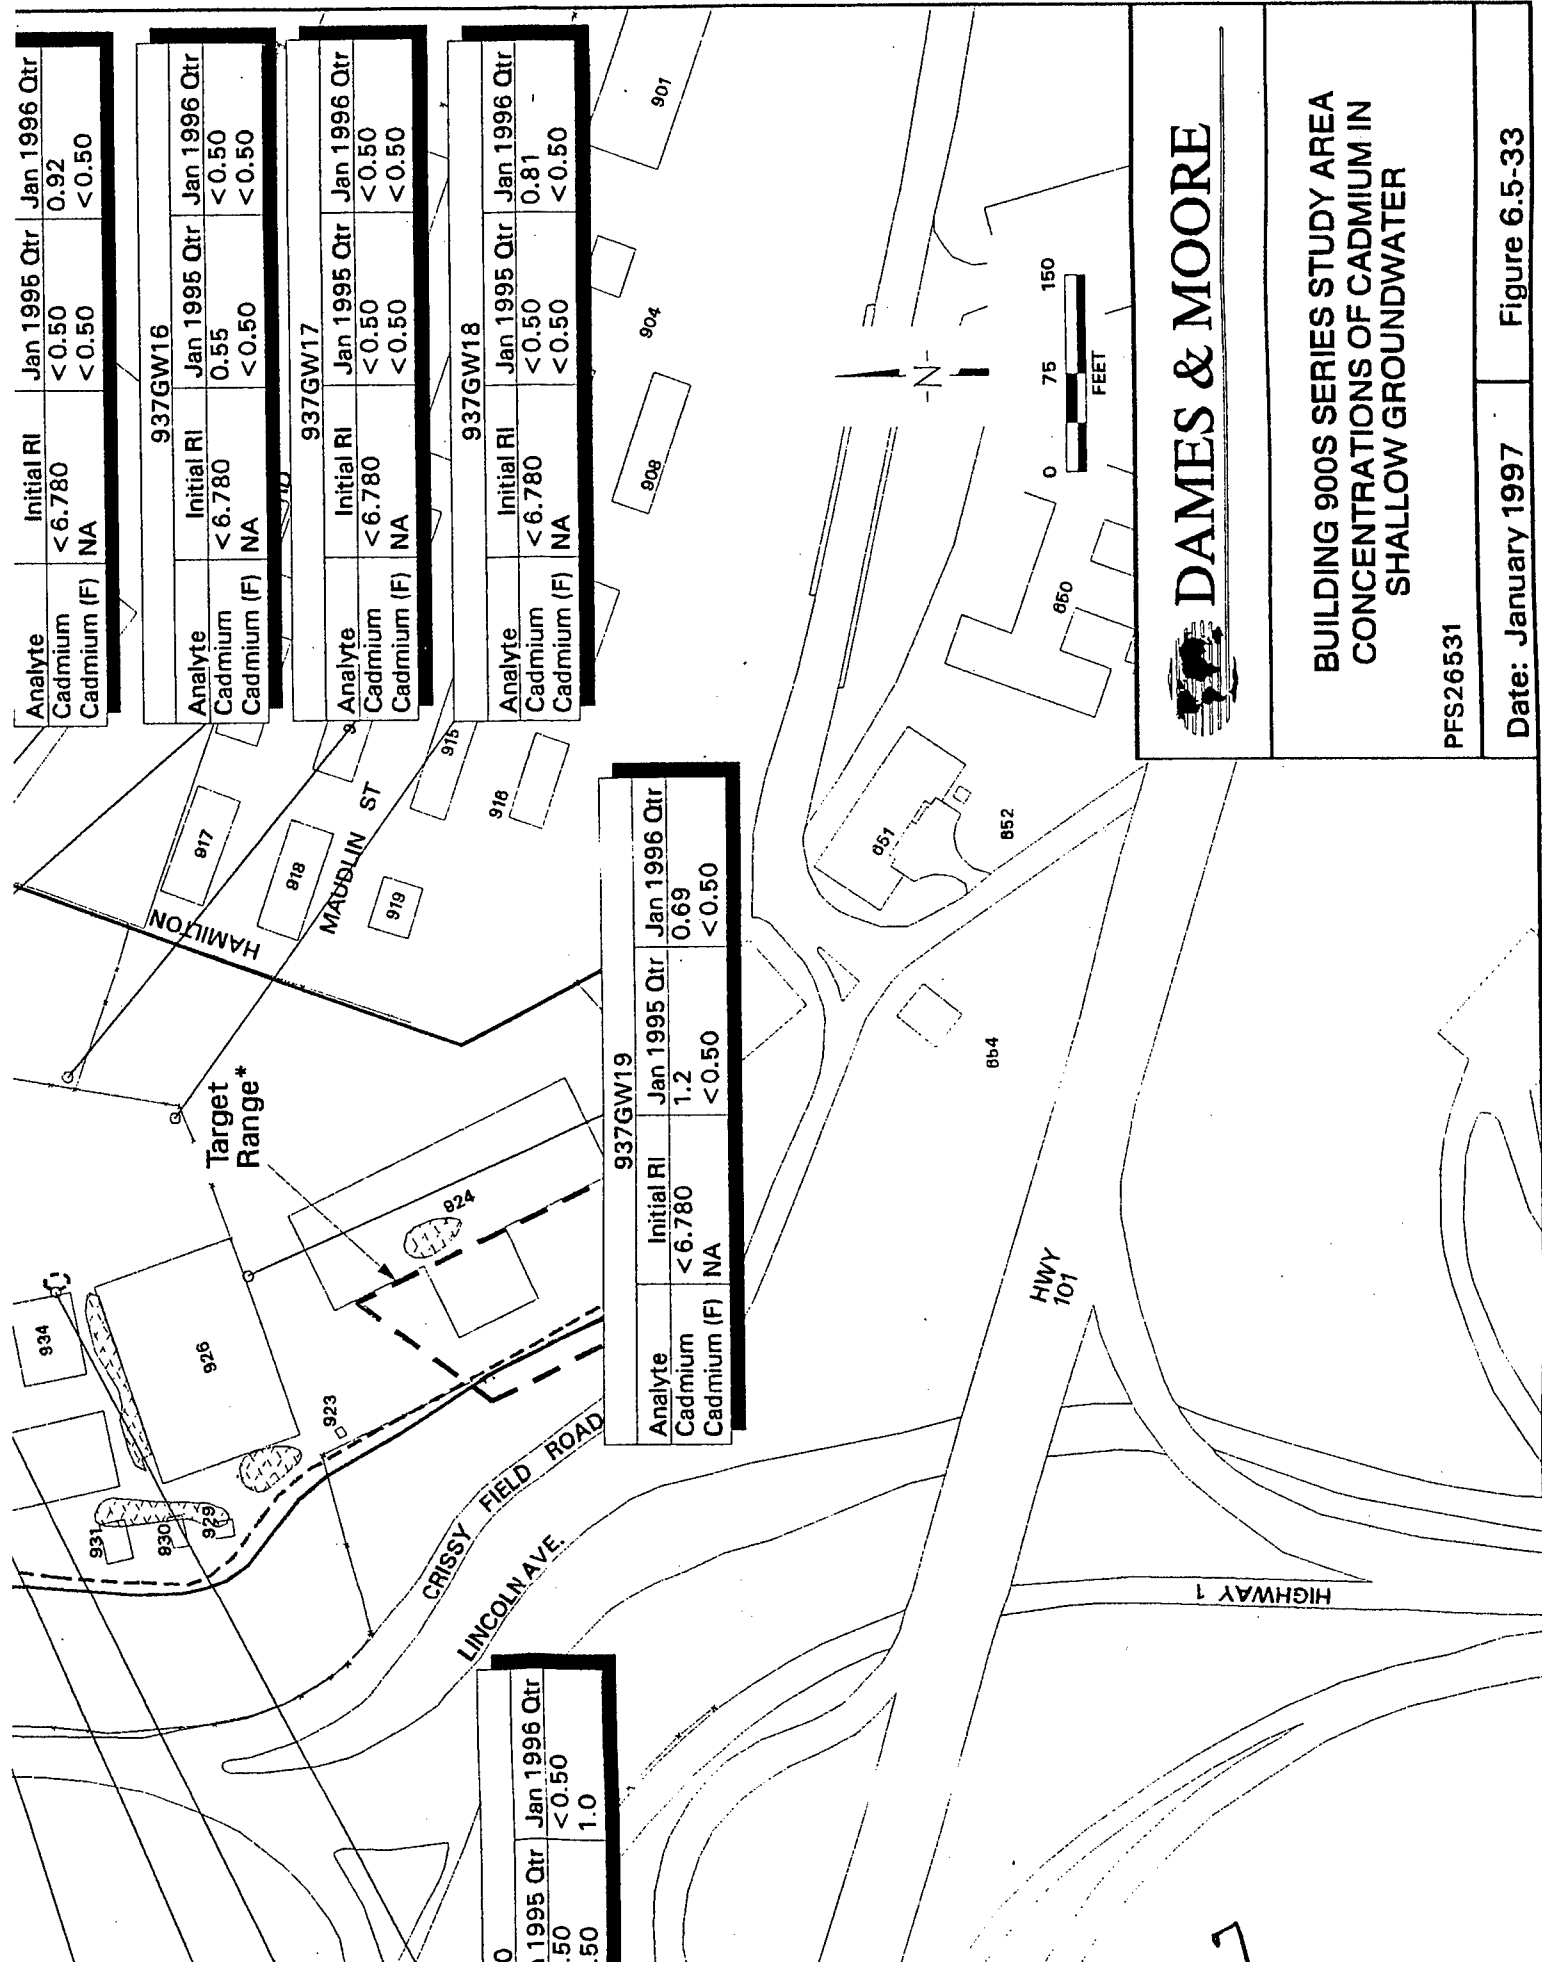 Analyte Initial RI Jan 1995 Qtr Jan 1996 Qtr
Cadmium <6.780 <0.50 0.92
Cadmium (F) NA <0.50 <0.50
937GW16
Analyte Initial RI Jan 1995 Qtr Jan 1996 Qtr
Cadmium <6.780 0.55 <0.50
Cadmium (F) NA <0.50 <0.50
937GW17
Analyte Initial RI Jan 1995 Qtr Jan 1996 Qtr
Cadmium <6.780 <0.50 <0.50
Cadmium (F) NA <0.50 <0.50
937GW18
Analyte Initial RI Jan 1995 Qtr Jan 1996 Qtr
Cadmium <6.780 <0.50 0.81
Cadmium (F) NA <0.50 <0.50
937GW19
Analyte Initial RI Jan 1995 Qtr Jan 1996 Qtr
Cadmium <6.780 1.2 0.69
Cadmium (F) NA <0.50 <0.50
1995 Qtr Jan 1996 Qtr
.50 <0.50
.50 1.0
901
904
908
915
916
917
918
919
HAMILTON
MAUDLIN ST
Target
Range*
924
926
934
923
931
930
929
CRISSY FIELD ROAD
LINCOLN AVE.
HWY
101
HIGHWAY 1
651
652
654
650
-N-
0 75 150
FEET
DAMES & MOORE
BUILDING 900S SERIES STUDY AREA
CONCENTRATIONS OF CADMIUM IN
SHALLOW GROUNDWATER
PFS26531
Date: January 1997
Figure 6.5-33